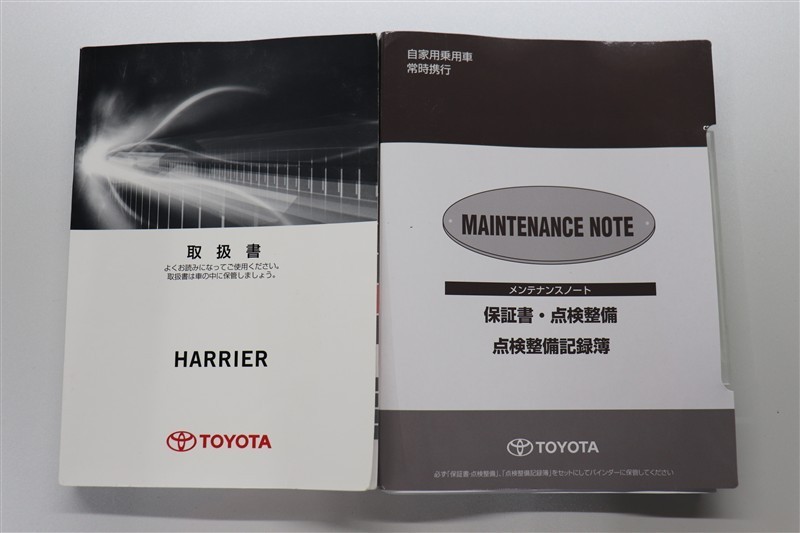 取扱書
よくお読みになってご使用ください。
取扱書は車の中に保管しましょう。
HARRIER
TOYOTA
自家用乗用車
常時携行
MAINTENANCE NOTE
メンテナンスノート
保証書・点検整備
点検整備記録簿
TOYOTA
必ず「保証書・点検整備」、「点検整備記録簿」をセットにしてバインダーに保管してください